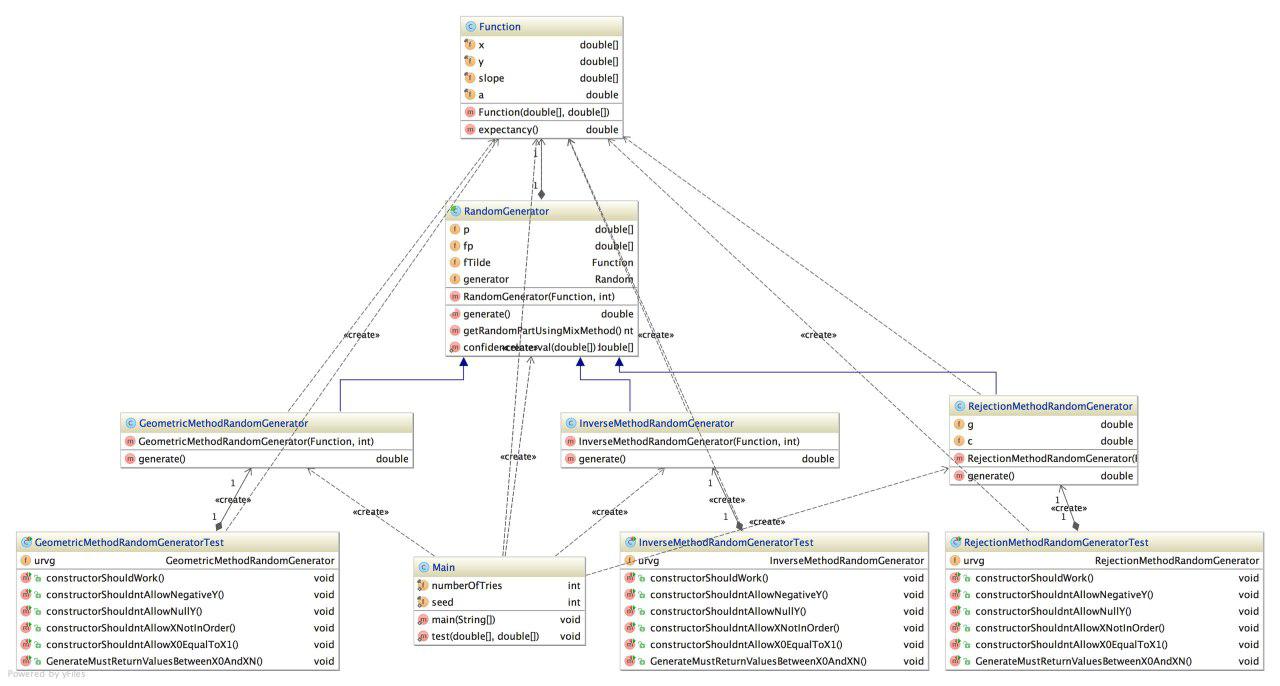 Function
x double[]
y double[]
slope double[]
a double
Function(double[], double[])
expectancy() double
1
1
RandomGenerator
p double[]
fp double[]
fTilde Function
generator Random
RandomGenerator(Function, int)
generate() double
getRandomPartUsingMixMethod() nt
«create» «create» «create»
double[]
GeometricMethodRandomGenerator
GeometricMethodRandomGenerator(Function, int)
generate() double
InverseMethodRandomGenerator
InverseMethodRandomGenerator(Function, int)
generate() double
RejectionMethodRandomGenerator
g double
c double
RejectionMethodRandomGenerator(
generate() double
«create»
1 1 1
«create» «create» «create»
1 1 1
«create» «create» «create»
GeometricMethodRandomGeneratorTest
urvg GeometricMethodRandomGenerator
constructorShouldWork() void
constructorShouldntAllowNegativeY() void
constructorShouldntAllowNullY() void
constructorShouldntAllowXNotInOrder() void
constructorShouldntAllowX0EqualToX1() void
GenerateMustReturnValuesBetweenX0AndXN() void
Main
numberOfTries int
seed int
main(String[]) void
test(double[], double[]) void
InverseMethodRandomGeneratorTest
urvg InverseMethodRandomGenerator
constructorShouldWork() void
constructorShouldntAllowNegativeY() void
constructorShouldntAllowNullY() void
constructorShouldntAllowXNotInOrder() void
constructorShouldntAllowX0EqualToX1() void
GenerateMustReturnValuesBetweenX0AndXN() void
RejectionMethodRandomGeneratorTest
urvg RejectionMethodRandomGenerator
constructorShouldWork() void
constructorShouldntAllowNegativeY() void
constructorShouldntAllowNullY() void
constructorShouldntAllowXNotInOrder() void
constructorShouldntAllowX0EqualToX1() void
GenerateMustReturnValuesBetweenX0AndXN() void
Powered by yFiles